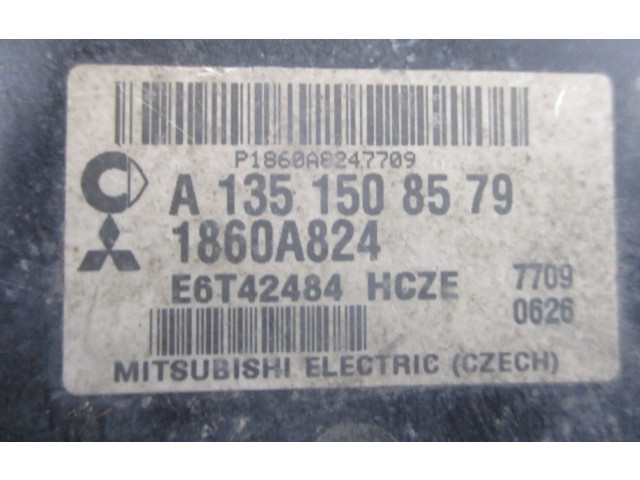 P1860A8247709
A 135 150 85 79
1860A824
E6T42484 HCZE 7709
0626
MITSUBISHI ELECTRIC (CZECH)